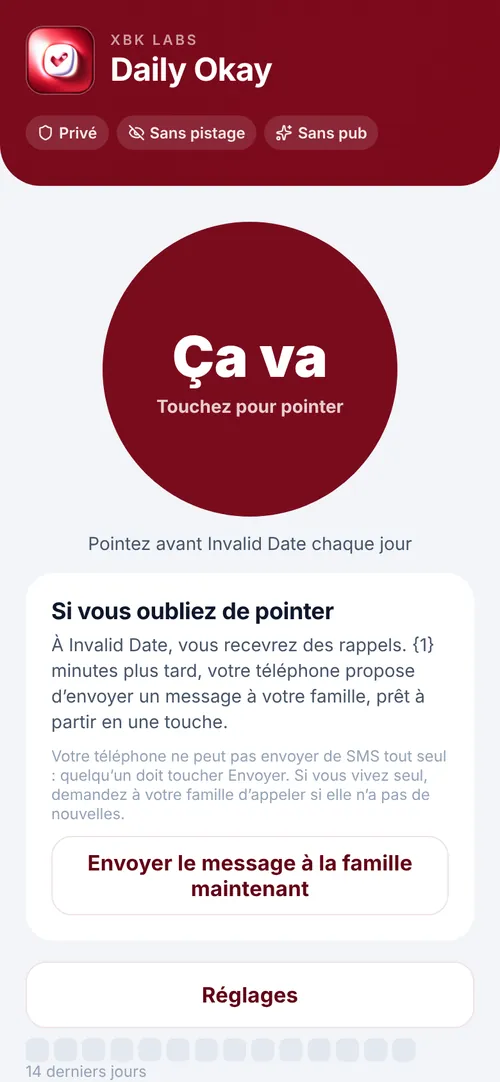 XBK LABS
Daily Okay
Privé
Sans pistage
Sans pub
Ça va
Touchez pour pointer
Pointez avant Invalid Date chaque jour
Si vous oubliez de pointer
À Invalid Date, vous recevrez des rappels. {1}
minutes plus tard, votre téléphone propose
d’envoyer un message à votre famille, prêt à
partir en une touche.
Votre téléphone ne peut pas envoyer de SMS tout seul
: quelqu’un doit toucher Envoyer. Si vous vivez seul,
demandez à votre famille d’appeler si elle n’a pas de
nouvelles.
Envoyer le message à la famille
maintenant
Réglages
14 derniers jours